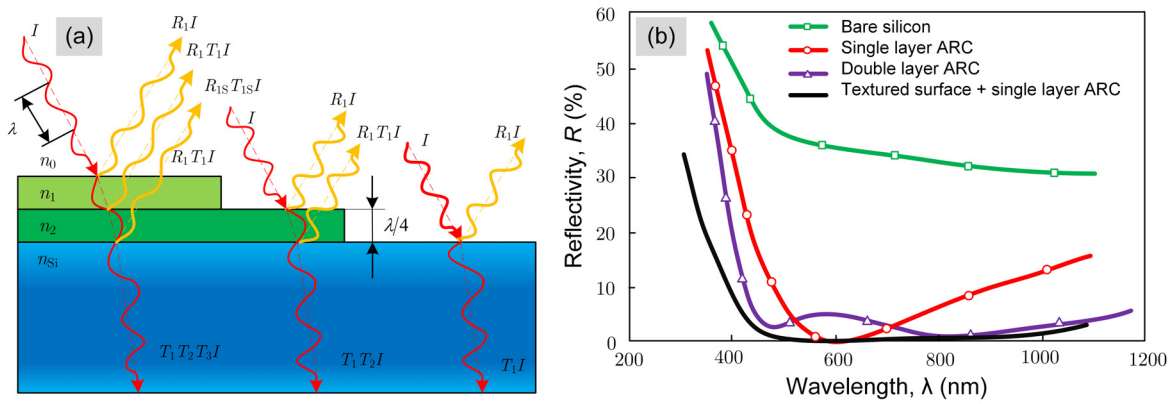 (a)
I
R₁I
R₁T₁I
R₁T₁I
λ
n₀
n₁
n₂
n_Si
R₁ST₁SI
I
R₁I
R₁T₁I
λ/4
I
R₁I
T₁T₂T₃I
T₁T₂I
T₁I
(b)
Bare silicon
Single layer ARC
Double layer ARC
Textured surface + single layer ARC
Reflectivity, R (%)
60
50
40
30
20
10
0
200
400
600
800
1000
1200
Wavelength, λ (nm)